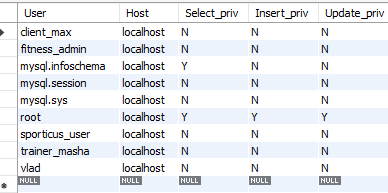 User Host Select_priv Insert_priv Update_priv
client_max localhost N N N
fitness_admin localhost N N N
mysql.infoschema localhost Y N N
mysql.session localhost N N N
mysql.sys localhost N N N
root localhost Y Y Y
sporticus_user localhost N N N
trainer_masha localhost N N N
vlad localhost N N N
NULL NULL NULL NULL NULL